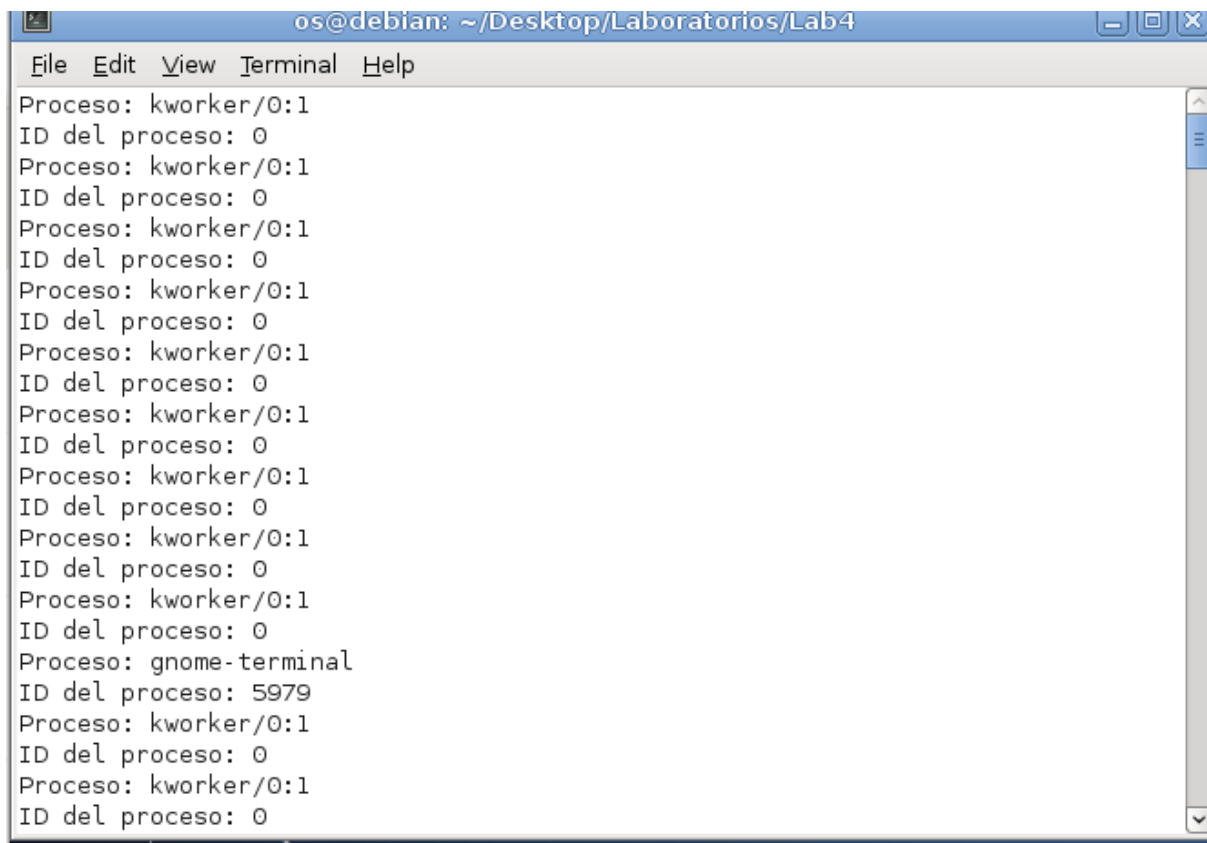 os@debian: ~/Desktop/Laboratorios/Lab4
File Edit View Terminal Help
Proceso: kworker/0:1
ID del proceso: 0
Proceso: kworker/0:1
ID del proceso: 0
Proceso: kworker/0:1
ID del proceso: 0
Proceso: kworker/0:1
ID del proceso: 0
Proceso: kworker/0:1
ID del proceso: 0
Proceso: kworker/0:1
ID del proceso: 0
Proceso: kworker/0:1
ID del proceso: 0
Proceso: kworker/0:1
ID del proceso: 0
Proceso: kworker/0:1
ID del proceso: 0
Proceso: gnome-terminal
ID del proceso: 5979
Proceso: kworker/0:1
ID del proceso: 0
Proceso: kworker/0:1
ID del proceso: 0